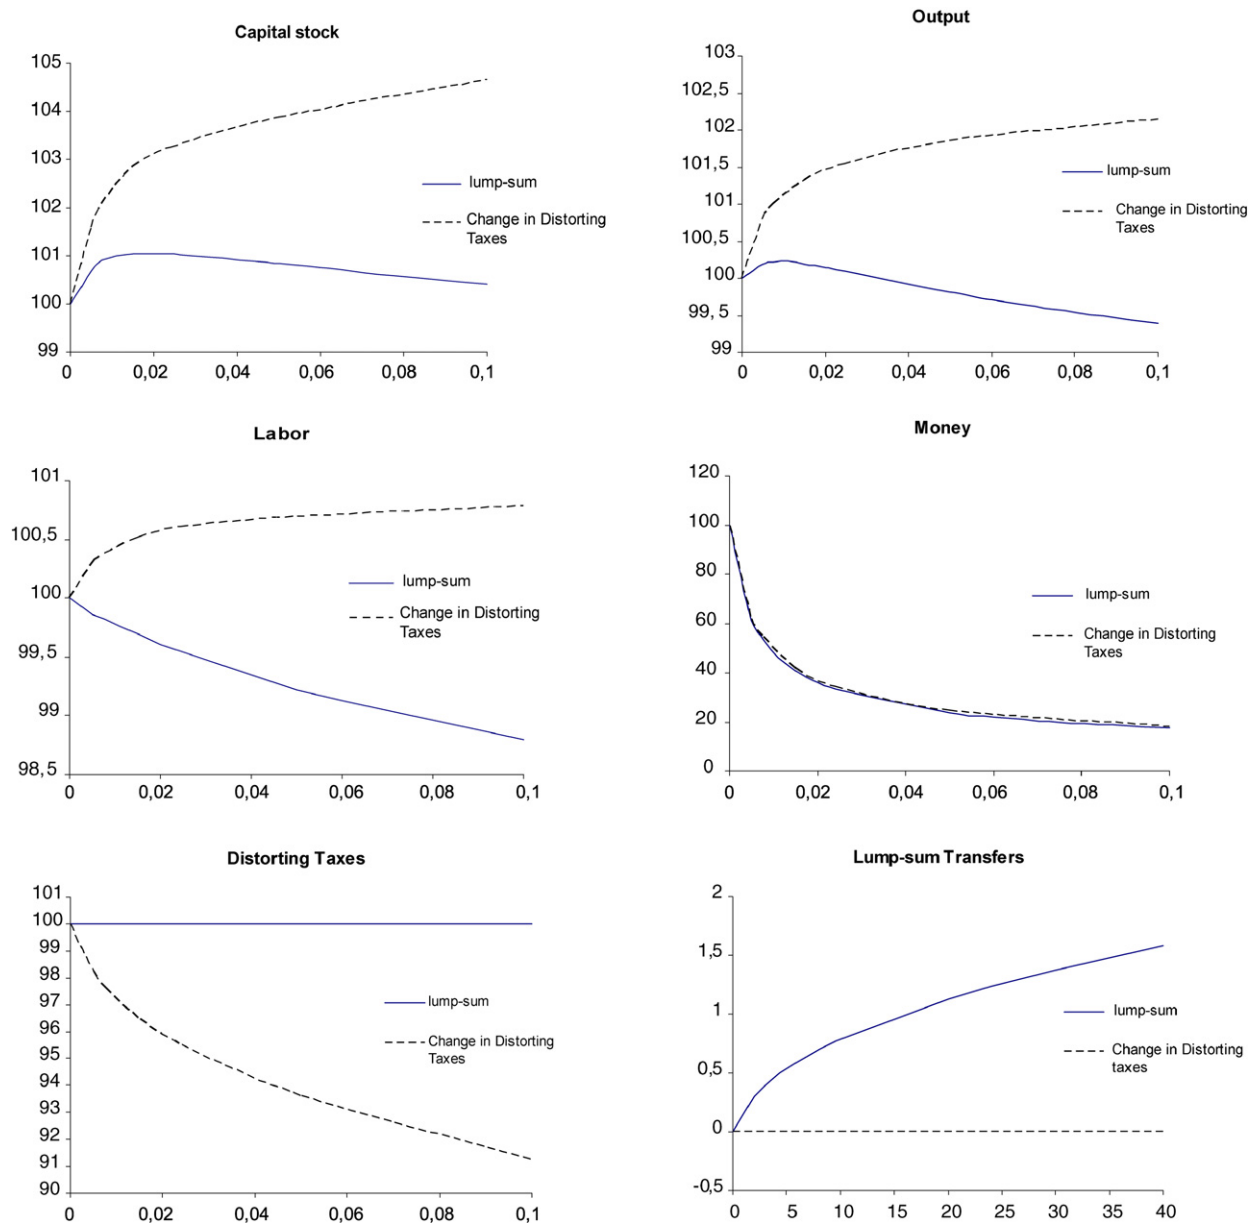 Capital stock
105
104
103
102
101
100
99
0 0,02 0,04 0,06 0,08 0,1
lump-sum
Change in Distorting
Taxes
Output
103
102,5
102
101,5
101
100,5
100
99,5
99
0 0,02 0,04 0,06 0,08 0,1
lump-sum
Change in Distorting
Taxes
Labor
101
100,5
100
99,5
99
98,5
0 0,02 0,04 0,06 0,08 0,1
lump-sum
Change in Distorting
Taxes
Money
120
100
80
60
40
20
0
0 0,02 0,04 0,06 0,08 0,1
lump-sum
Change in Distorting
Taxes
Distorting Taxes
101
100
99
98
97
96
95
94
93
92
91
90
0 0,02 0,04 0,06 0,08 0,1
lump-sum
Change in Distorting
Taxes
Lump-sum Transfers
2
1,5
1
0,5
0
-0,5
0 5 10 15 20 25 30 35 40
lump-sum
Change in Distorting
taxes